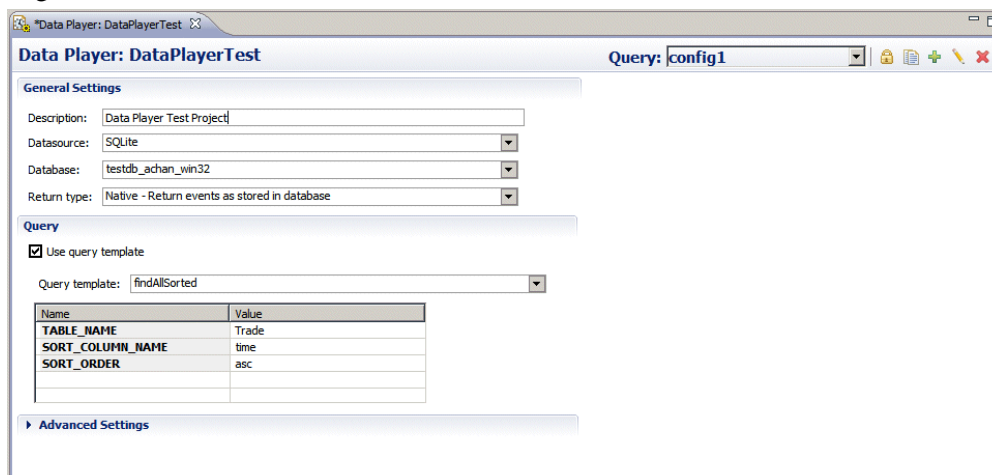 *Data Player: DataPlayerTest
Data Player: DataPlayerTest Query: config1
General Settings
Description: Data Player Test Project
Datasource: SQLite
Database: testdb_achan_win32
Return type: Native - Return events as stored in database
Query
Use query template
Query template: findAllSorted
Name Value
TABLE_NAME Trade
SORT_COLUMN_NAME time
SORT_ORDER asc
Advanced Settings